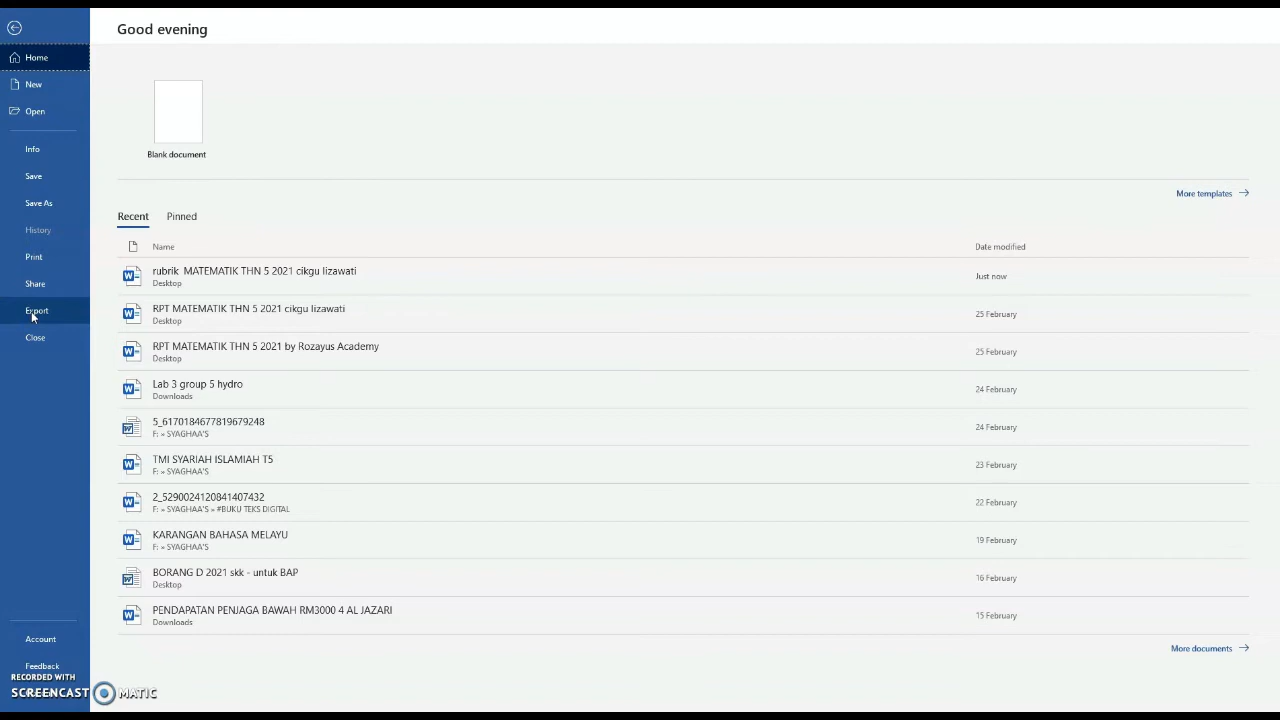 Good evening
Home
New
Open
Info
Save
Save As
History
Print
Share
Export
Close
Blank document
More templates
Recent Pinned
Name Date modified
rubrik MATEMATIK THN 5 2021 cikgu lizawati
Desktop
Just now
RPT MATEMATIK THN 5 2021 cikgu lizawati
Desktop
25 February
RPT MATEMATIK THN 5 2021 by Rozayus Academy
Desktop
25 February
Lab 3 group 5 hydro
Downloads
24 February
5_6170184677819679248
F: » SYAGHAA'S
24 February
TMI SYARIAH ISLAMIAH T5
F: » SYAGHAA'S
23 February
2_5290024120841407432
F: » SYAGHAA'S » #BUKU TEKS DIGITAL
22 February
KARANGAN BAHASA MELAYU
F: » SYAGHAA'S
19 February
BORANG D 2021 skk - untuk BAP
Desktop
16 February
PENDAPATAN PENJAGA BAWAH RM3000 4 AL JAZARI
Downloads
15 February
More documents
Account
Feedback
RECORDED WITH
SCREENCAST MATIC